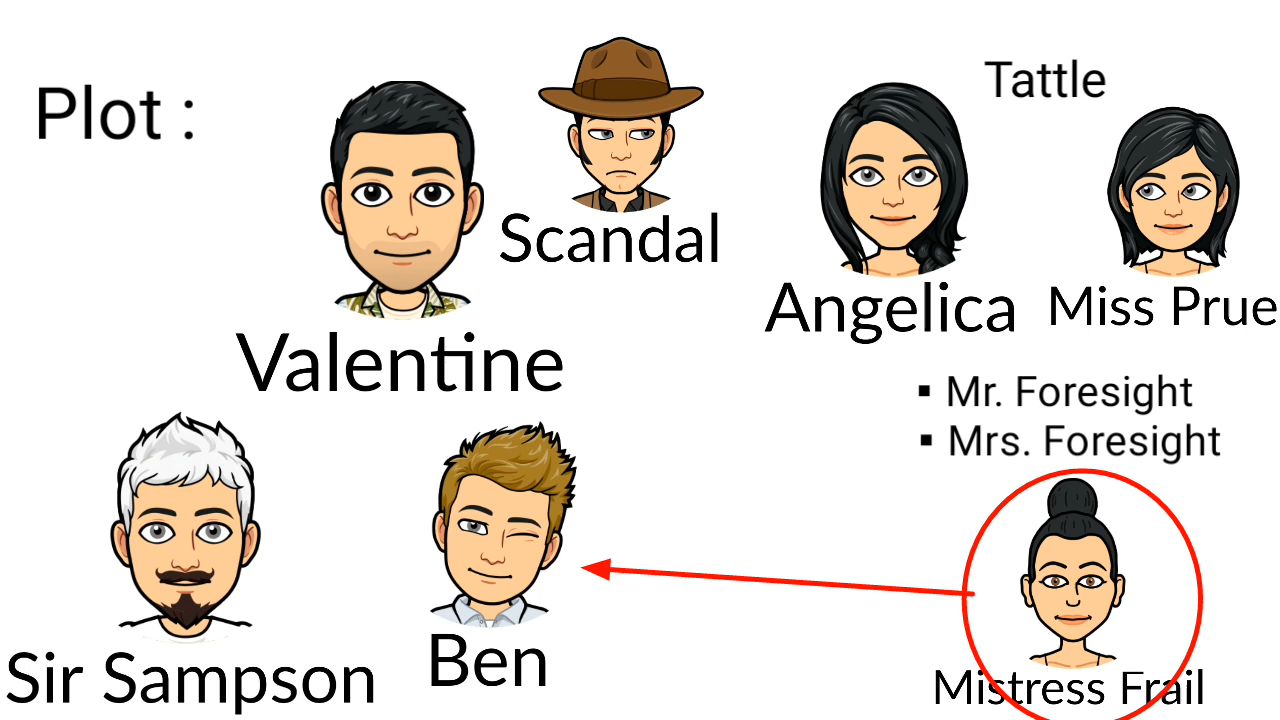 Plot :
Tattle
Scandal
Angelica
Miss Prue
Valentine
▪ Mr. Foresight
▪ Mrs. Foresight
Sir Sampson
Ben
Mistress Frail